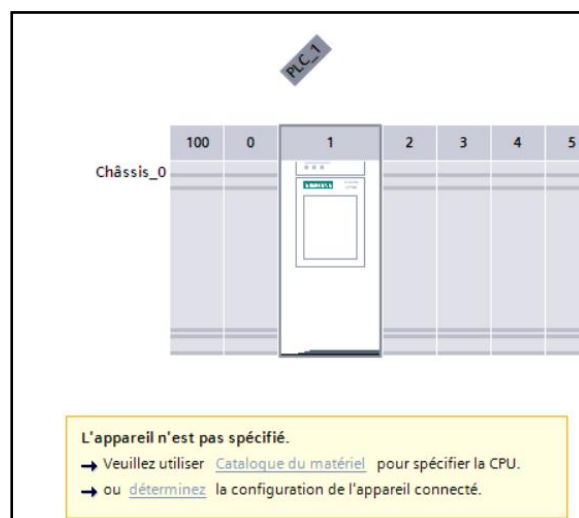 PLC_1
100 0 1 2 3 4 5
Châssis_0
SIEMENS
L'appareil n'est pas spécifié.
→ Veuillez utiliser Catalogue du matériel pour spécifier la CPU.
→ ou déterminez la configuration de l'appareil connecté.